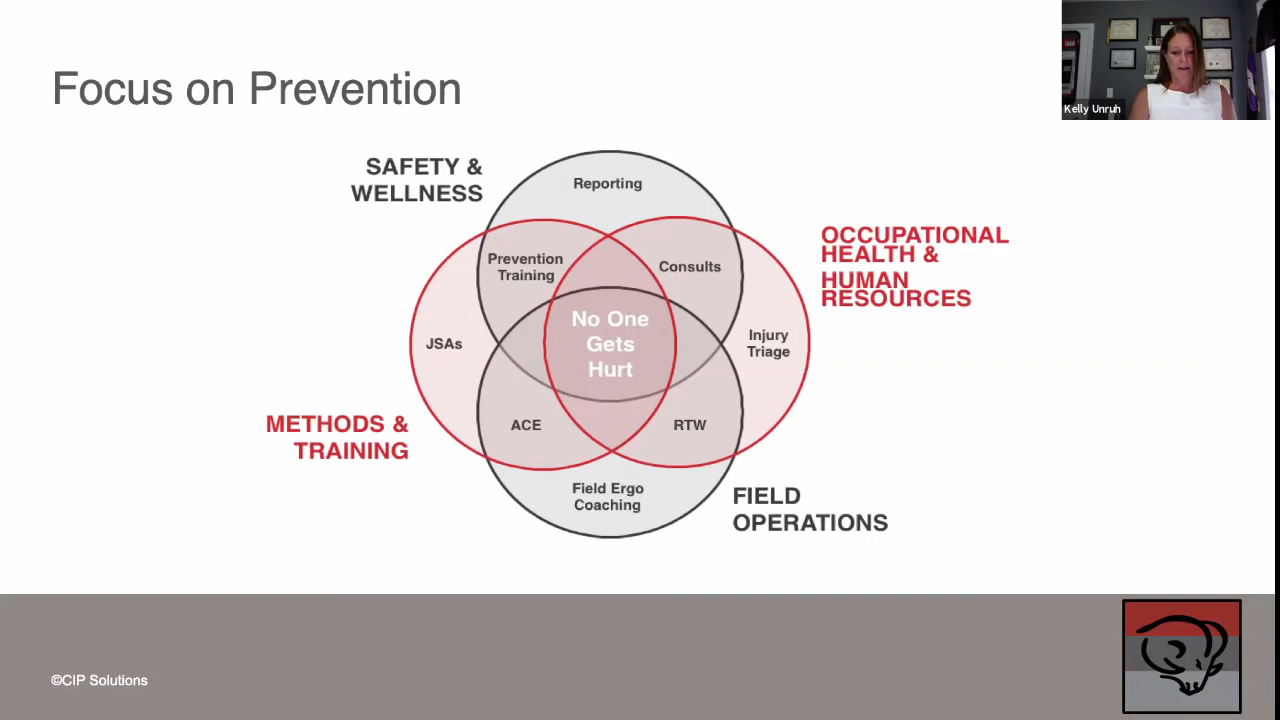 Focus on Prevention
Kelly Unruh
SAFETY &
WELLNESS
Reporting
OCCUPATIONAL
HEALTH &
HUMAN
RESOURCES
Prevention
Training
Consults
No One
Gets
Hurt
JSAs
Injury
Triage
METHODS &
TRAINING
ACE
RTW
Field Ergo
Coaching
FIELD
OPERATIONS
©CIP Solutions